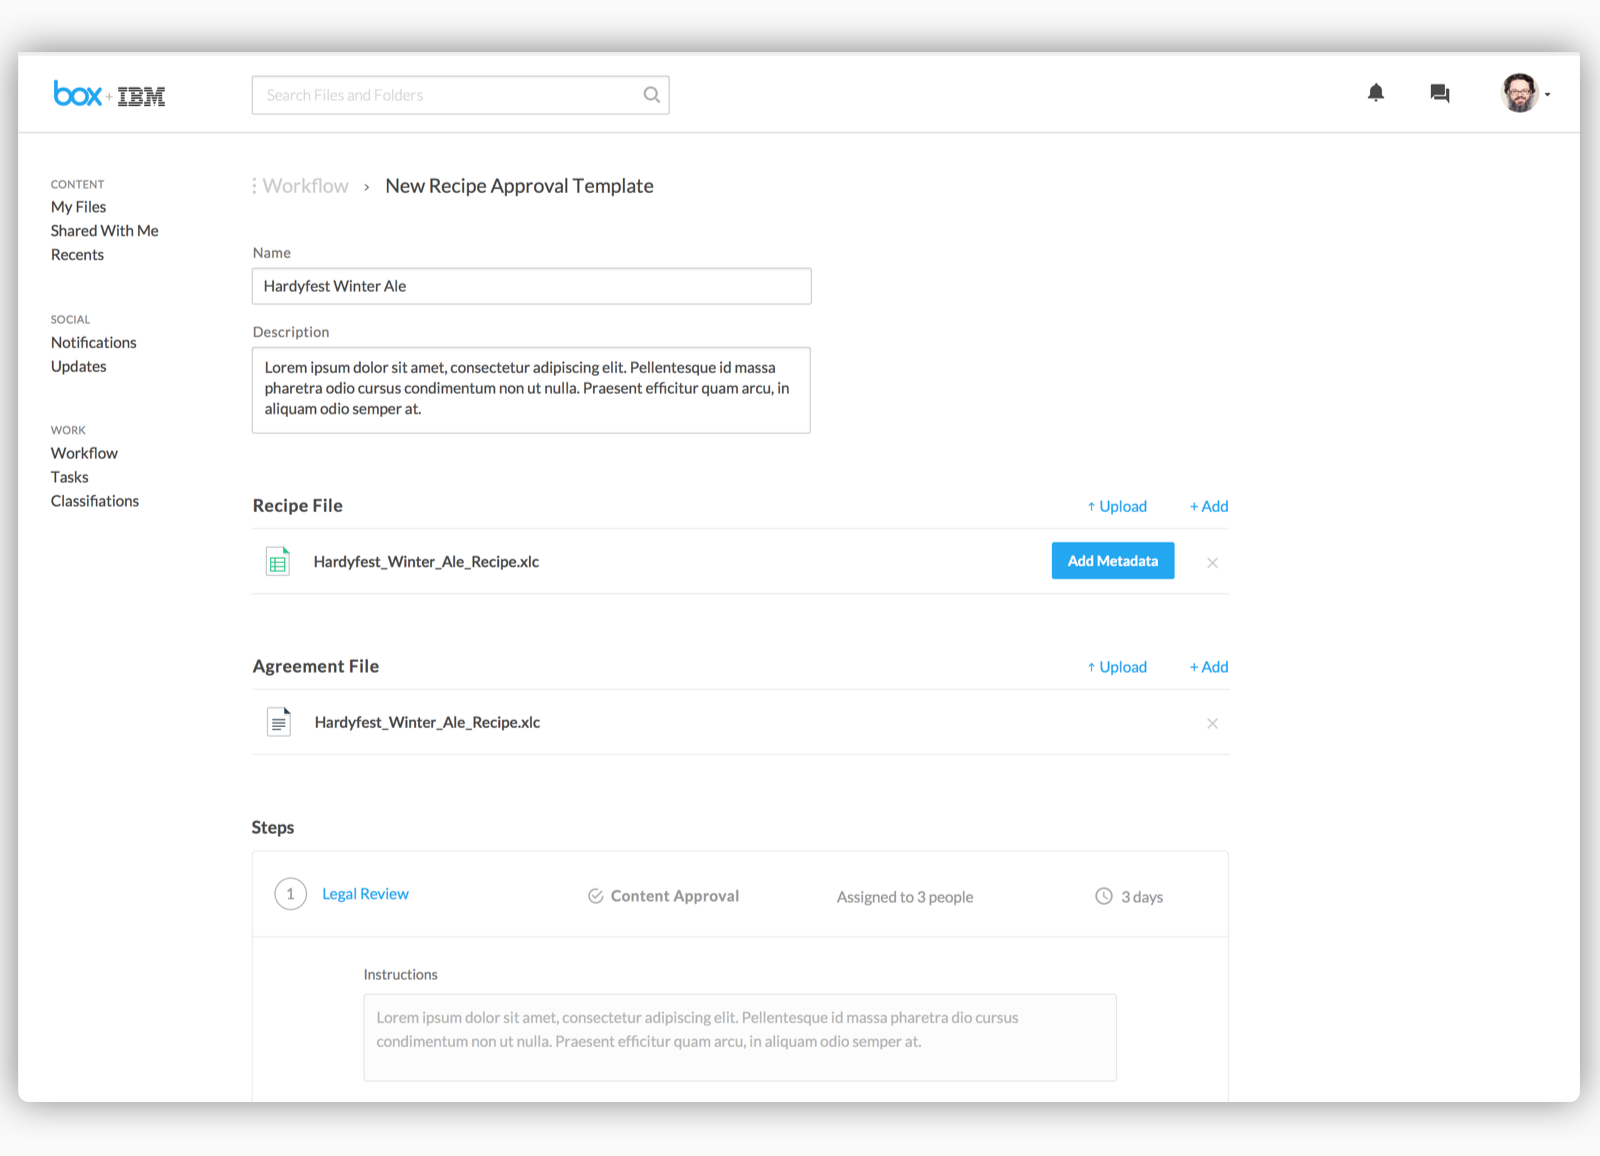 box + IBM
Search Files and Folders
CONTENT
My Files
Shared With Me
Recents
SOCIAL
Notifications
Updates
WORK
Workflow
Tasks
Classifiations
Workflow › New Recipe Approval Template
Name
Hardyfest Winter Ale
Description
Lorem ipsum dolor sit amet, consectetur adipiscing elit. Pellentesque id massa
pharetra odio cursus condimentum non ut nulla. Praesent efficitur quam arcu, in
aliquam odio semper at.
Recipe File ↑ Upload + Add
Hardyfest_Winter_Ale_Recipe.xlc Add Metadata ×
Agreement File ↑ Upload + Add
Hardyfest_Winter_Ale_Recipe.xlc ×
Steps
1 Legal Review Content Approval Assigned to 3 people 3 days
Instructions
Lorem ipsum dolor sit amet, consectetur adipiscing elit. Pellentesque id massa pharetra dio cursus
condimentum non ut nulla. Praesent efficitur quam arcu, in aliquam odio semper at.